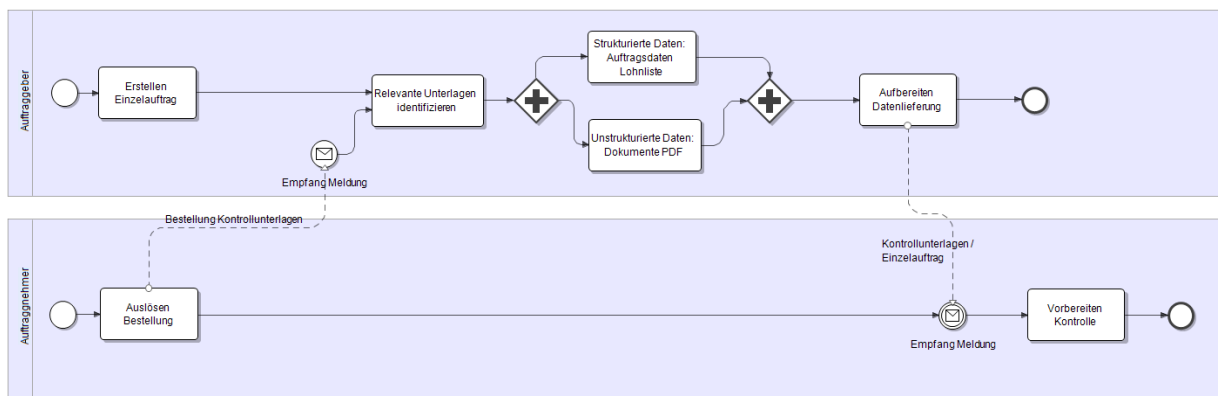 Auftraggeber
Erstellen
Einzelauftrag
Relevante Unterlagen
identifizieren
Strukturierte Daten:
Auftragsdaten
Lohnliste
Unstrukturierte Daten:
Dokumente PDF
Aufbereiten
Datenlieferung
Empfang Meldung
Bestellung Kontrollunterlagen
Kontrollunterlagen /
Einzelauftrag
Auftraggnehmer
Auslösen
Bestellung
Empfang Meldung
Vorbereiten
Kontrolle